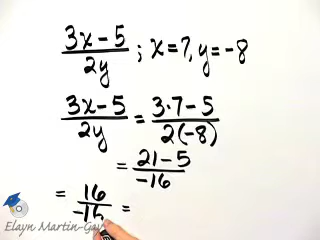 3x-5/2y ; x=7, y=-8
3x-5/2y = 3·7-5/2(-8)
= 21-5/-16
= 16/-16 =
Elayn Martin-Gay